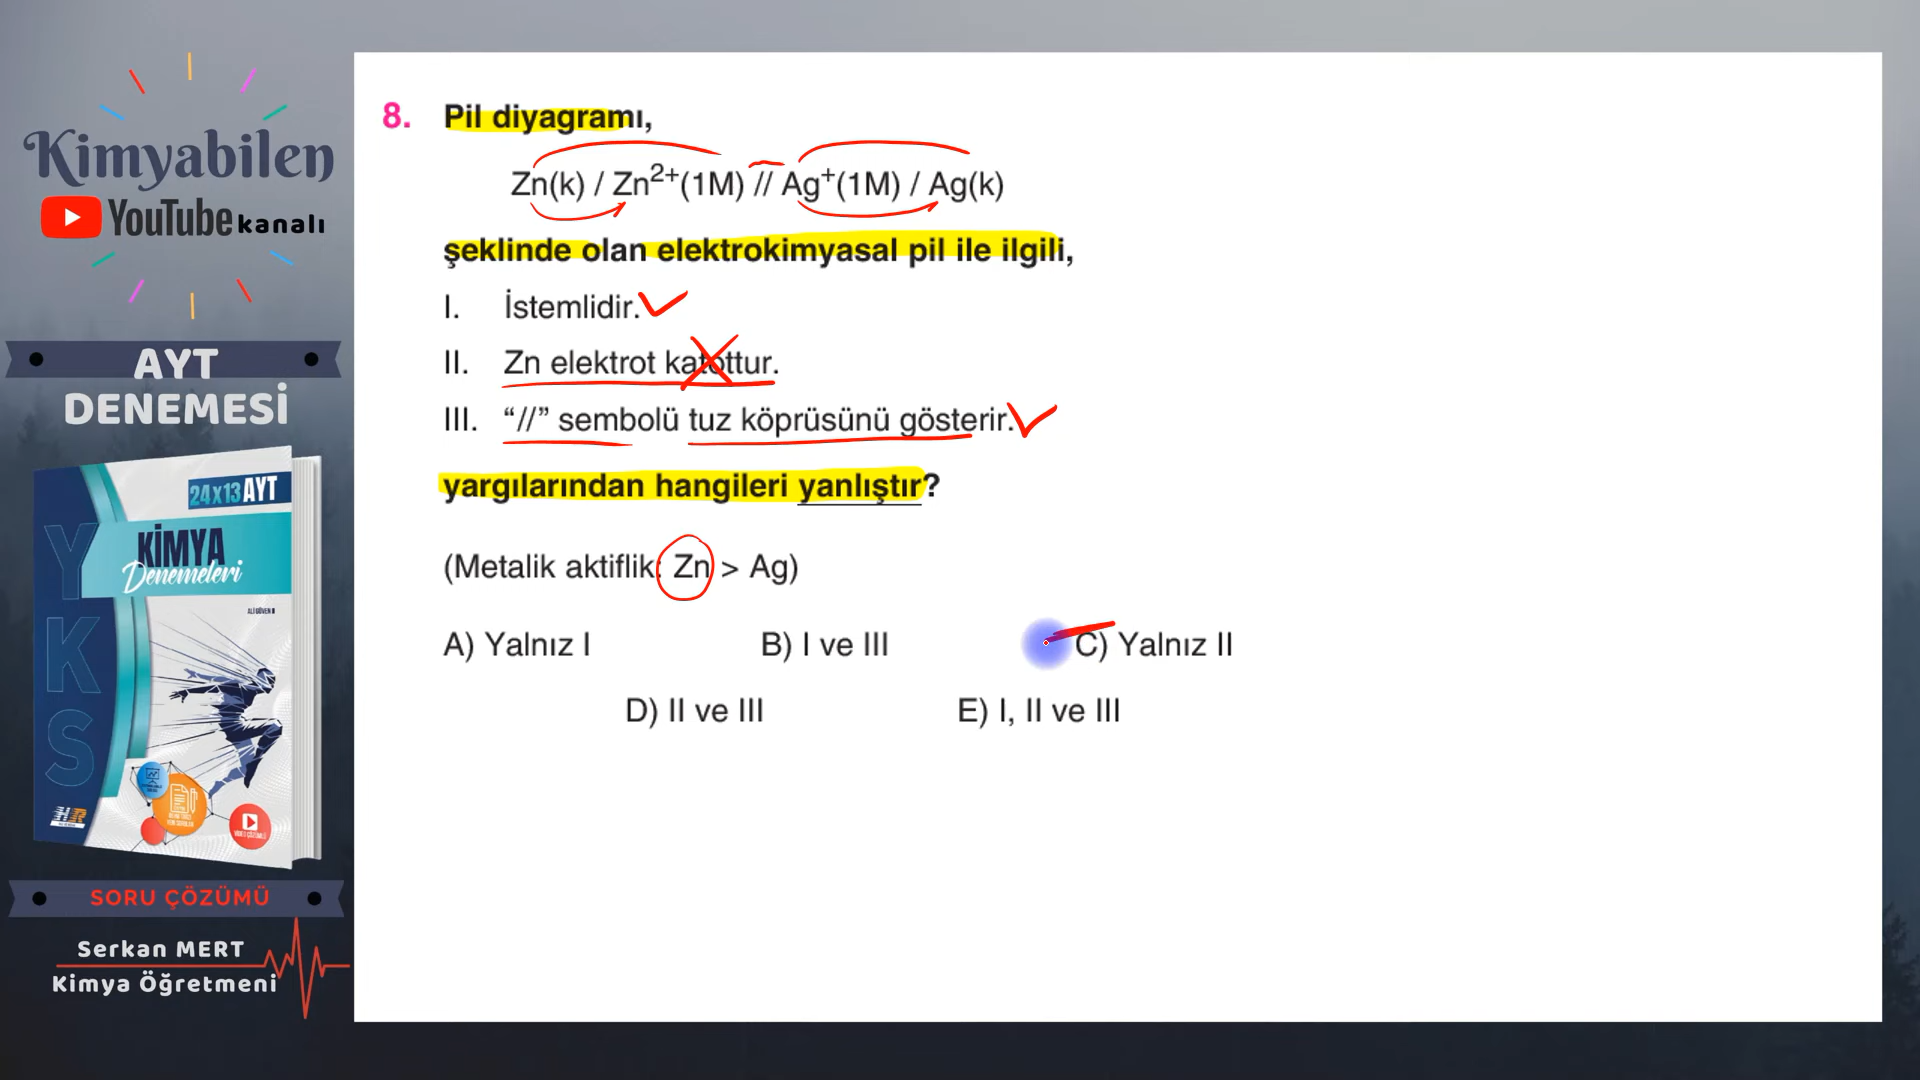 Kimyabilen
YouTube kanalı
AYT
DENEMESİ
24x13 AYT
KİMYA
Denemeleri
ALİ GÜVEN
YKS
SORU ÇÖZÜMÜ
Serkan MERT
Kimya Öğretmeni
8. Pil diyagramı,
Zn(k) / Zn²⁺(1M) // Ag⁺(1M) / Ag(k)
şeklinde olan elektrokimyasal pil ile ilgili,
I. İstemlidir.
II. Zn elektrot katottur.
III. “//” sembolü tuz köprüsünü gösterir.
yargılarından hangileri yanlıştır?
(Metalik aktiflik: Zn > Ag)
A) Yalnız I B) I ve III C) Yalnız II
D) II ve III E) I, II ve III